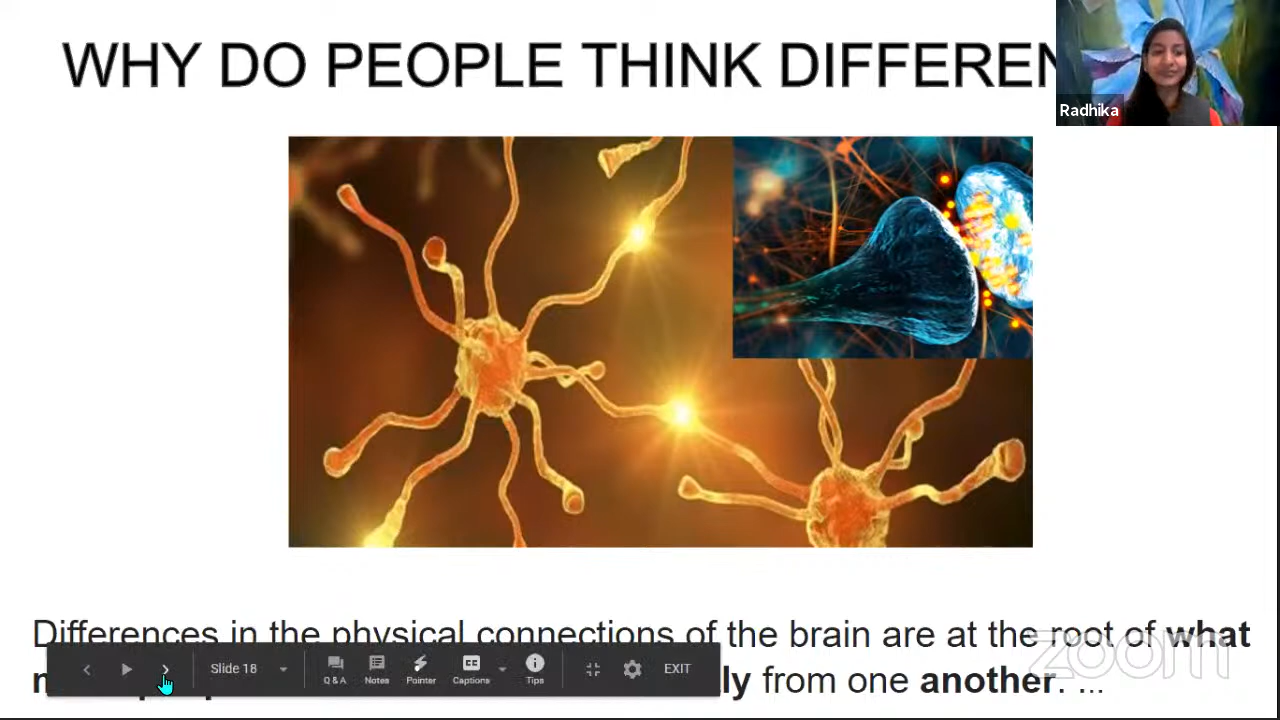 WHY DO PEOPLE THINK DIFFEREN
Radhika
Differences in the physical connections of the brain are at the root of what
ly from one another. ...
Slide 18
Q & A
Notes
Pointer
Captions
Tips
EXIT
zoom